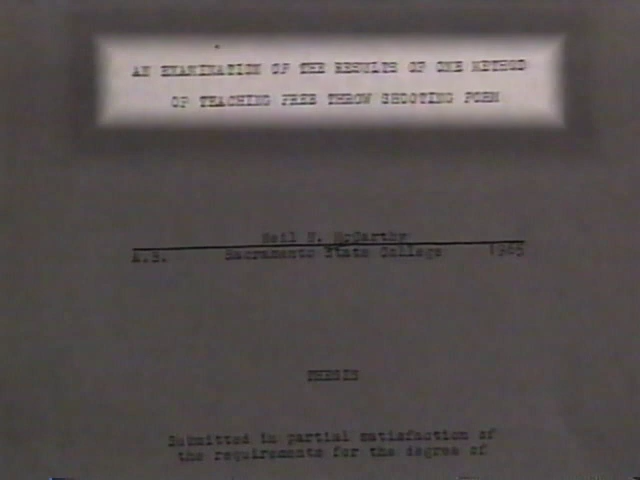 AN EXAMINATION OF THE RESULTS OF ONE METHOD
OF TEACHING FREE THROW SHOOTING FORM
Neil N. McCarthy
A.B. Sacramento State College 1965
THESIS
Submitted in partial satisfaction of
the requirements for the degree of